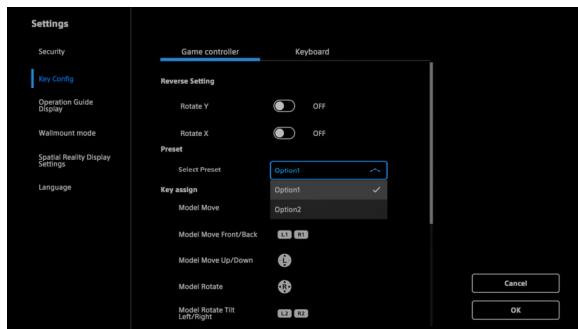 Settings
Security
Key Config
Operation Guide
Display
Wallmount mode
Spatial Reality Display
Settings
Language
Game controller
Keyboard
Reverse Setting
Rotate Y
OFF
Rotate X
OFF
Preset
Select Preset
Option1
Option1
Option2
Key assign
Model Move
Model Move Front/Back
L1 R1
Model Move Up/Down
L
Model Rotate
R
Model Rotate Tilt
Left/Right
L2 R2
Cancel
OK